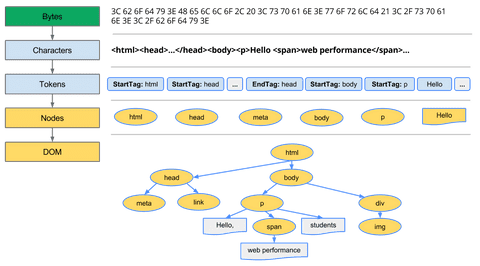 Bytes
3C 62 6F 64 79 3E 48 65 6C 6C 6F 2C 20 3C 73 70 61 6E 3E 77 6F 72 6C 64 21 3C 2F 73 70 61
6E 3E 3C 2F 62 6F 64 79 3E
Characters
<html><head>...</head><body><p>Hello <span>web performance</span>...
Tokens
StartTag: html StartTag: head ... EndTag: head StartTag: body StartTag: p Hello ...
Nodes
html head meta body p Hello
DOM
html
head body
meta link p div
Hello, span students img
web performance